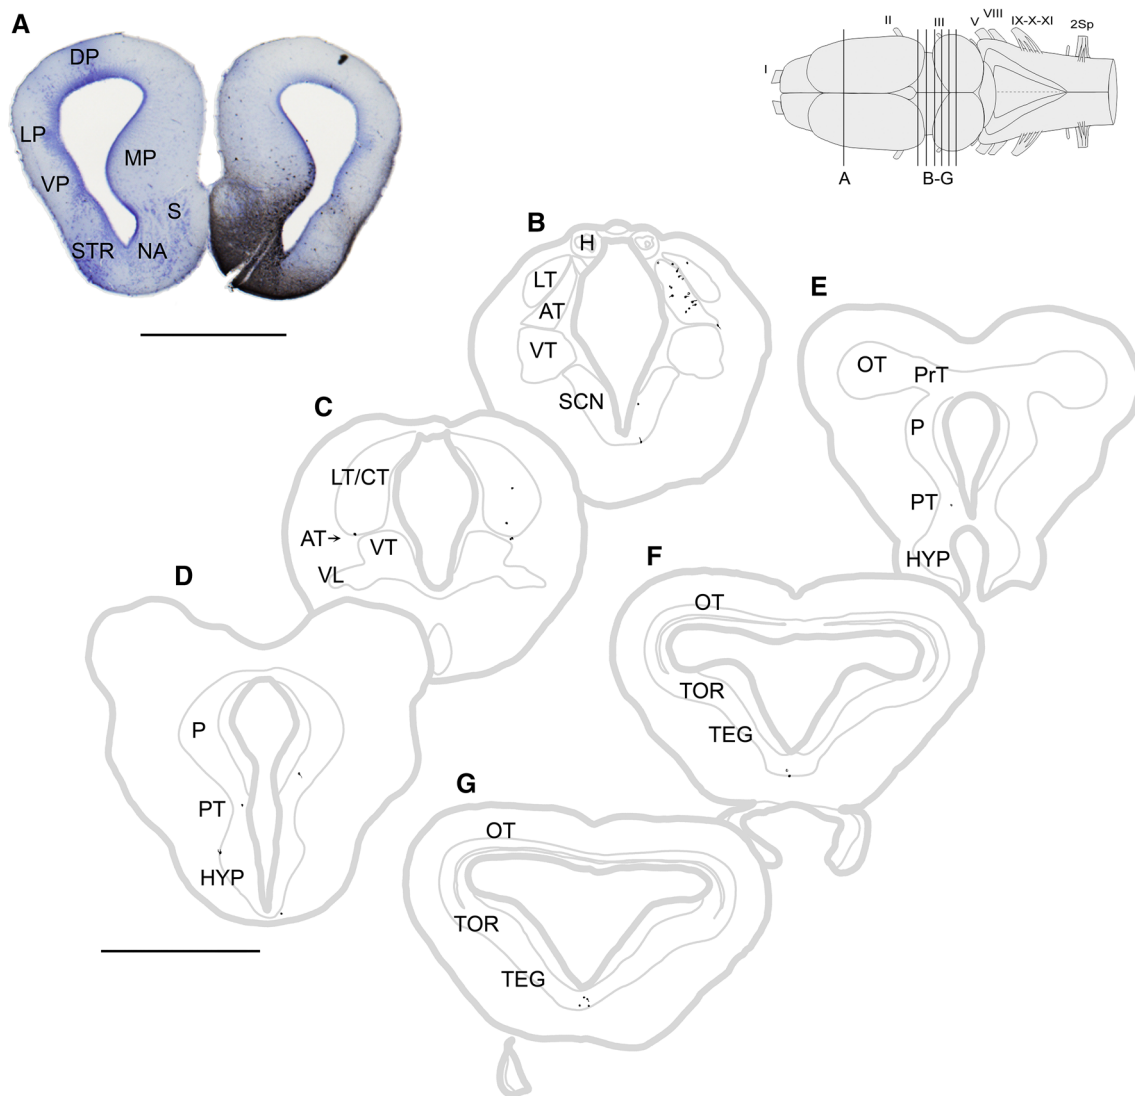 A
DP
LP
MP
VP
S
STR
NA
II
III
V
VIII
IX-X-XI
2Sp
I
A
B-G
B
H
LT
AT
VT
SCN
C
LT/CT
AT
VT
VL
D
P
PT
HYP
E
OT
PrT
P
PT
HYP
F
OT
TOR
TEG
G
OT
TOR
TEG